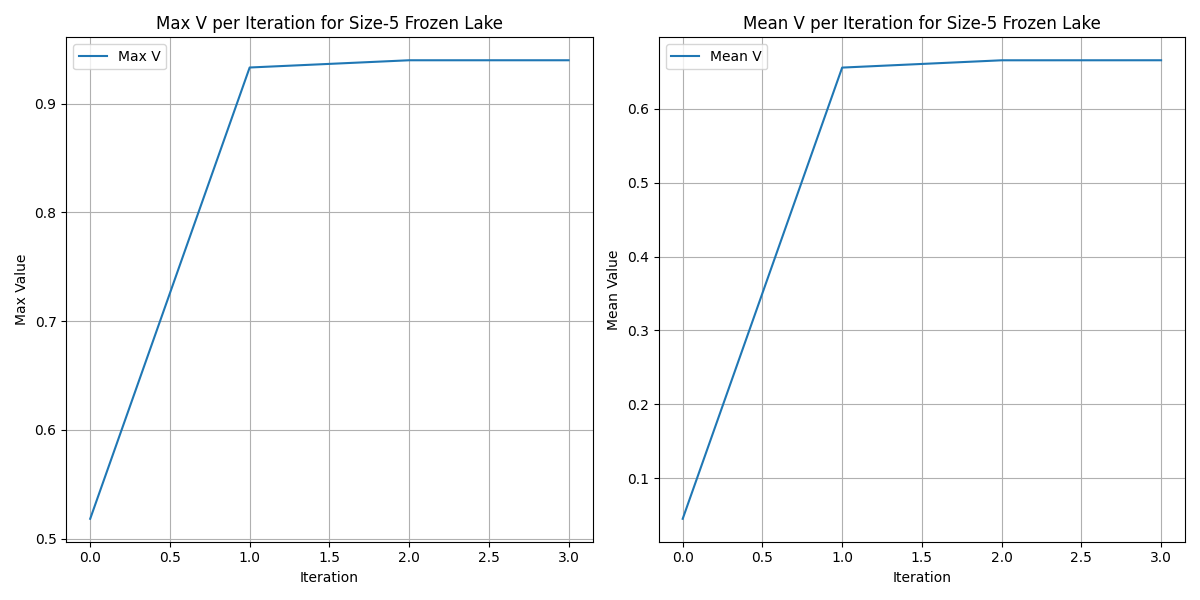 Max V per Iteration for Size-5 Frozen Lake
Max V
0.9
0.8
0.7
0.6
0.5
Max Value
0.0 0.5 1.0 1.5 2.0 2.5 3.0
Iteration
Mean V per Iteration for Size-5 Frozen Lake
Mean V
0.6
0.5
0.4
0.3
0.2
0.1
Mean Value
0.0 0.5 1.0 1.5 2.0 2.5 3.0
Iteration